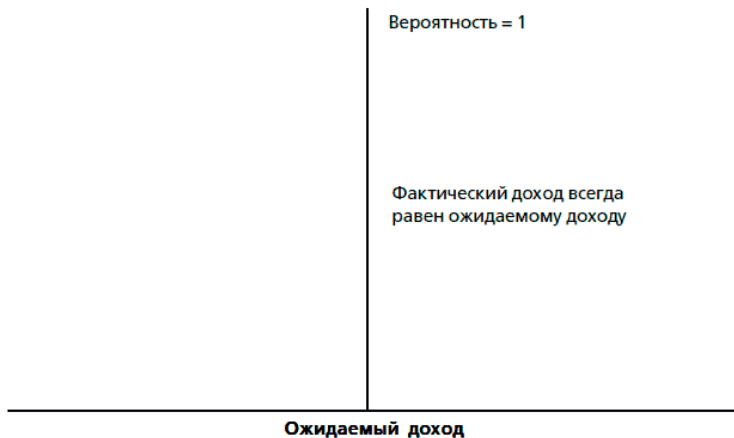 Вероятность = 1
Фактический доход всегда
равен ожидаемому доходу
Ожидаемый доход